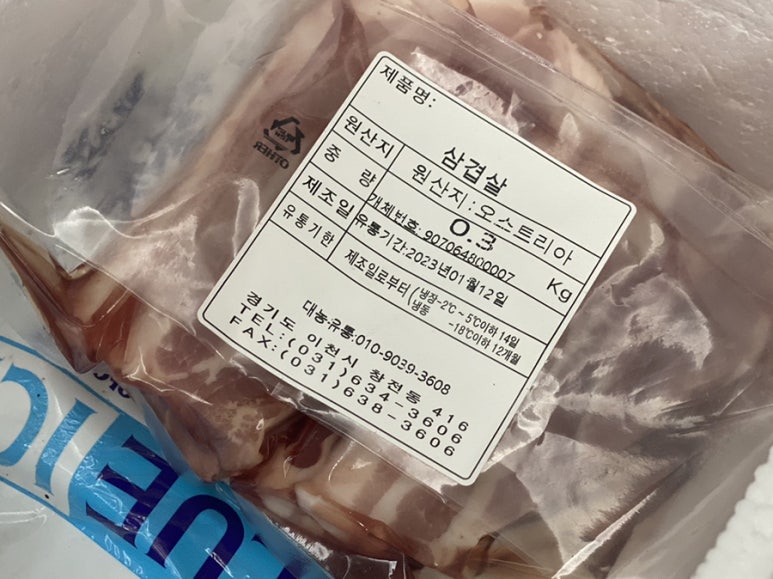 제품명:
삼겹살
원산지 원산지:오스트리아
개체번호:907064800007
중 량 0.3 Kg
제조일 유통기간:2023년01월12일
유통기한 제조일로부터 (냉장-2℃~5℃이하 14일
(냉동 -18℃이하 12개월
대농유통:010-9039-3608
경기도 이천시 창전동 416
TEL:(031)634-3606
FAX:(031)638-3606
OTHER